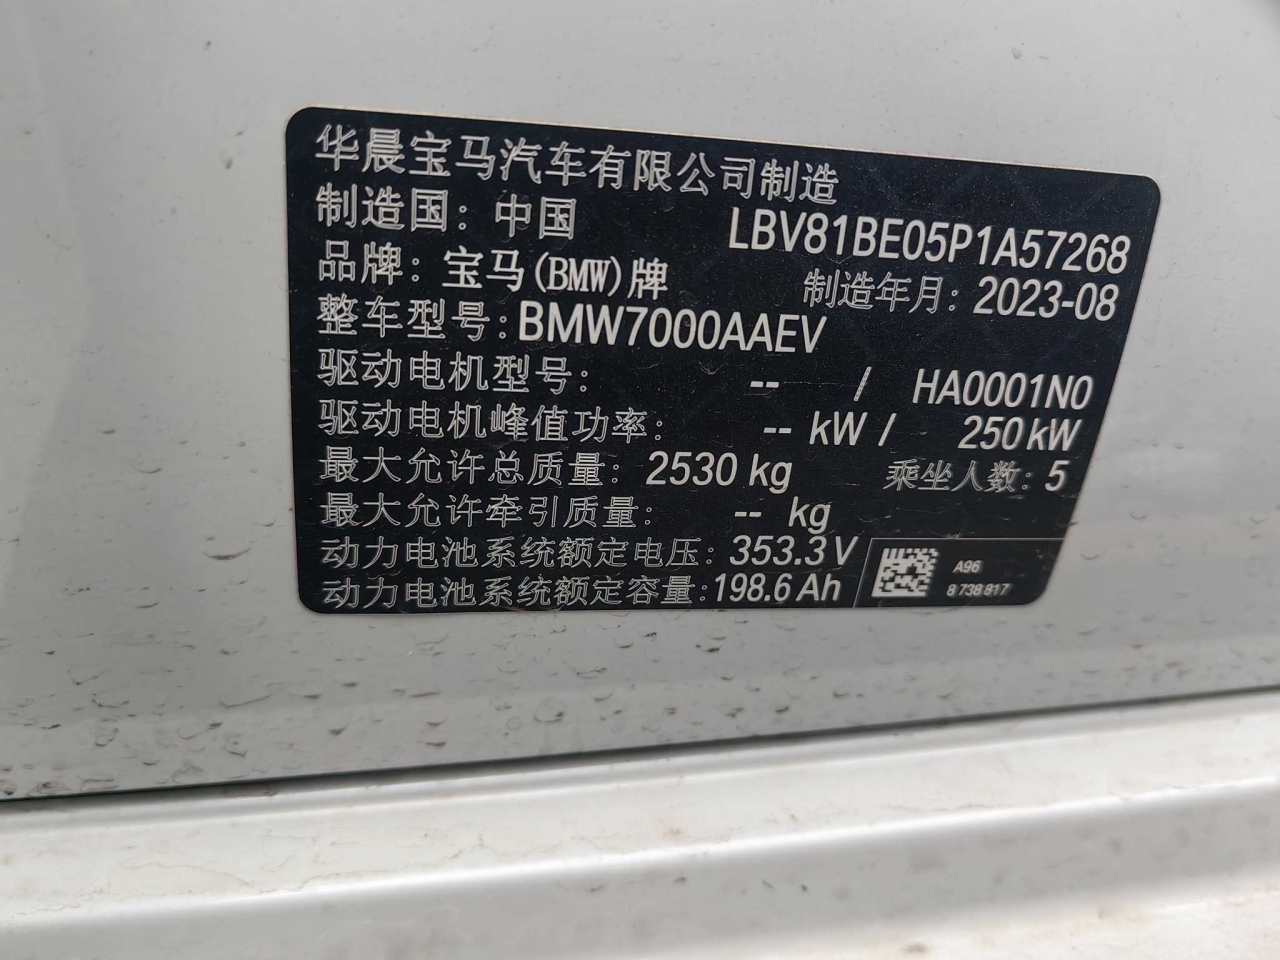 华晨宝马汽车有限公司制造
制造国：中国
LBV81BE05P1A57268
品牌：宝马(BMW)牌
制造年月：2023-08
整车型号：BMW7000AAEV
驱动电机型号： -- / HA0001N0
驱动电机峰值功率： -- kW / 250 kW
最大允许总质量： 2530 kg
乘坐人数：5
最大允许牵引质量： -- kg
动力电池系统额定电压：353.3 V
动力电池系统额定容量：198.6 Ah
A96
8 738 817